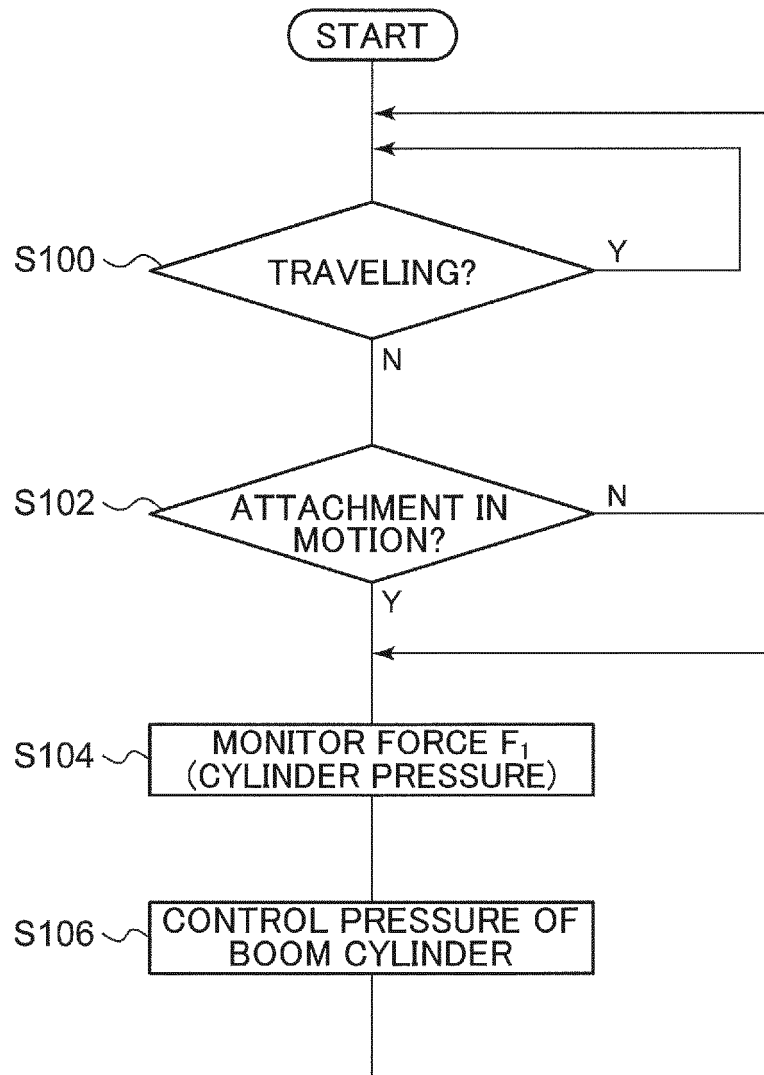 START
S100
TRAVELING?
Y
N
S102
ATTACHMENT IN
MOTION?
N
Y
S104
MONITOR FORCE F₁
(CYLINDER PRESSURE)
S106
CONTROL PRESSURE OF
BOOM CYLINDER